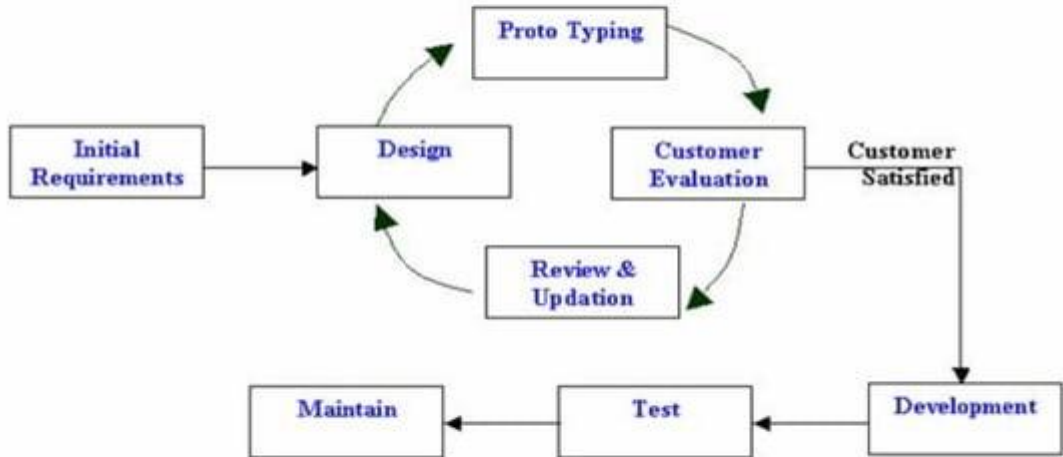 Proto Typing
Initial
Requirements
Design
Customer
Evaluation
Customer
Satisfied
Review &
Updation
Maintain
Test
Development